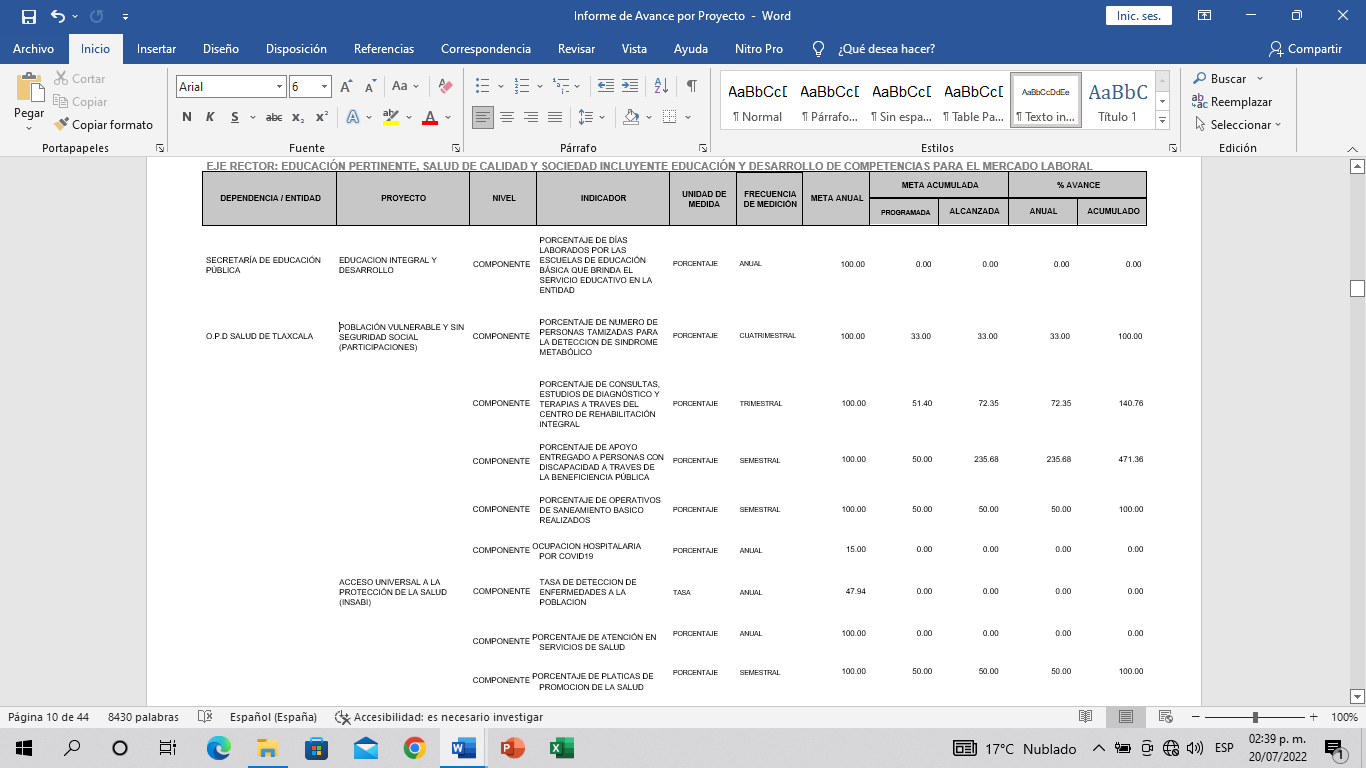 Informe de Avance por Proyecto - Word
Inic. ses.
Archivo Inicio Insertar Diseño Disposición Referencias Correspondencia Revisar Vista Ayuda Nitro Pro ¿Qué desea hacer? Compartir
Pegar
Cortar
Copiar
Copiar formato
Portapapeles
Arial 6
N K S abc x₂ x²
Fuente
Párrafo
AaBbCcD AaBbCcD AaBbCcD AaBbCcD AaBbCcDdEe AaBbC
¶ Normal ¶ Párrafo... ¶ Sin espa... ¶ Table Pa... ¶ Texto in... Título 1
Estilos
Buscar
Reemplazar
Seleccionar
Edición
EJE RECTOR: EDUCACIÓN PERTINENTE, SALUD DE CALIDAD Y SOCIEDAD INCLUYENTE EDUCACIÓN Y DESARROLLO DE COMPETENCIAS PARA EL MERCADO LABORAL
DEPENDENCIA / ENTIDAD PROYECTO NIVEL INDICADOR UNIDAD DE MEDIDA FRECUENCIA DE MEDICIÓN META ANUAL META ACUMULADA % AVANCE
PROGRAMADA ALCANZADA ANUAL ACUMULADO
SECRETARÍA DE EDUCACIÓN
PÚBLICA
EDUCACION INTEGRAL Y
DESARROLLO
COMPONENTE
PORCENTAJE DE DÍAS
LABORADOS POR LAS
ESCUELAS DE EDUCACIÓN
BÁSICA QUE BRINDA EL
SERVICIO EDUCATIVO EN LA
ENTIDAD
PORCENTAJE ANUAL 100.00 0.00 0.00 0.00 0.00
O.P.D SALUD DE TLAXCALA
POBLACIÓN VULNERABLE Y SIN
SEGURIDAD SOCIAL
(PARTICIPACIONES)
COMPONENTE
PORCENTAJE DE NUMERO DE
PERSONAS TAMIZADAS PARA
LA DETECCION DE SINDROME
METABÓLICO
PORCENTAJE CUATRIMESTRAL 100.00 33.00 33.00 33.00 100.00
COMPONENTE
PORCENTAJE DE CONSULTAS,
ESTUDIOS DE DIAGNÓSTICO Y
TERAPIAS A TRAVES DEL
CENTRO DE REHABILITACIÓN
INTEGRAL
PORCENTAJE TRIMESTRAL 100.00 51.40 72.35 72.35 140.76
COMPONENTE
PORCENTAJE DE APOYO
ENTREGADO A PERSONAS CON
DISCAPACIDAD A TRAVES DE
LA BENEFICIENCIA PÚBLICA
PORCENTAJE SEMESTRAL 100.00 50.00 235.68 235.68 471.36
COMPONENTE
PORCENTAJE DE OPERATIVOS
DE SANEAMIENTO BASICO
REALIZADOS
PORCENTAJE SEMESTRAL 100.00 50.00 50.00 50.00 100.00
COMPONENTE
OCUPACION HOSPITALARIA
POR COVID19
PORCENTAJE ANUAL 15.00 0.00 0.00 0.00 0.00
ACCESO UNIVERSAL A LA
PROTECCIÓN DE LA SALUD
(INSABI)
COMPONENTE
TASA DE DETECCION DE
ENFERMEDADES A LA
POBLACION
TASA ANUAL 47.94 0.00 0.00 0.00 0.00
COMPONENTE
PORCENTAJE DE ATENCIÓN EN
SERVICIOS DE SALUD
PORCENTAJE ANUAL 100.00 0.00 0.00 0.00 0.00
COMPONENTE
PORCENTAJE DE PLATICAS DE
PROMOCION DE LA SALUD
PORCENTAJE SEMESTRAL 100.00 50.00 50.00 50.00 100.00
Página 10 de 44 8430 palabras Español (España) Accesibilidad: es necesario investigar 100%
17°C Nublado ESP 02:39 p. m.
20/07/2022